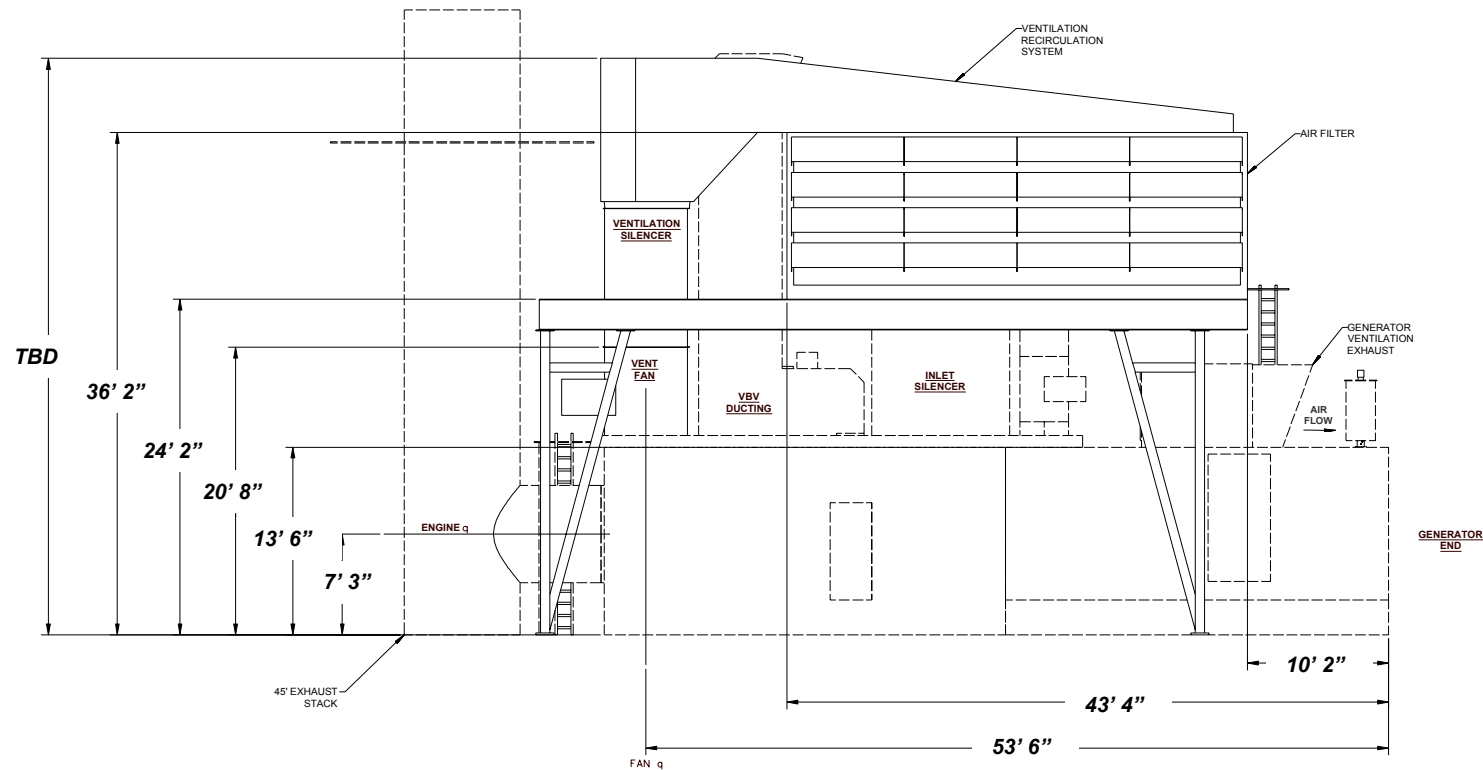 VENTILATION
RECIRCULATION
SYSTEM
AIR FILTER
VENTILATION
SILENCER
GENERATOR
VENTILATION
EXHAUST
TBD
36' 2"
24' 2"
20' 8"
13' 6"
7' 3"
VENT
FAN
VBV
DUCTING
INLET
SILENCER
AIR
FLOW
ENGINE q
GENERATOR
END
45' EXHAUST
STACK
10' 2"
43' 4"
53' 6"
FAN q